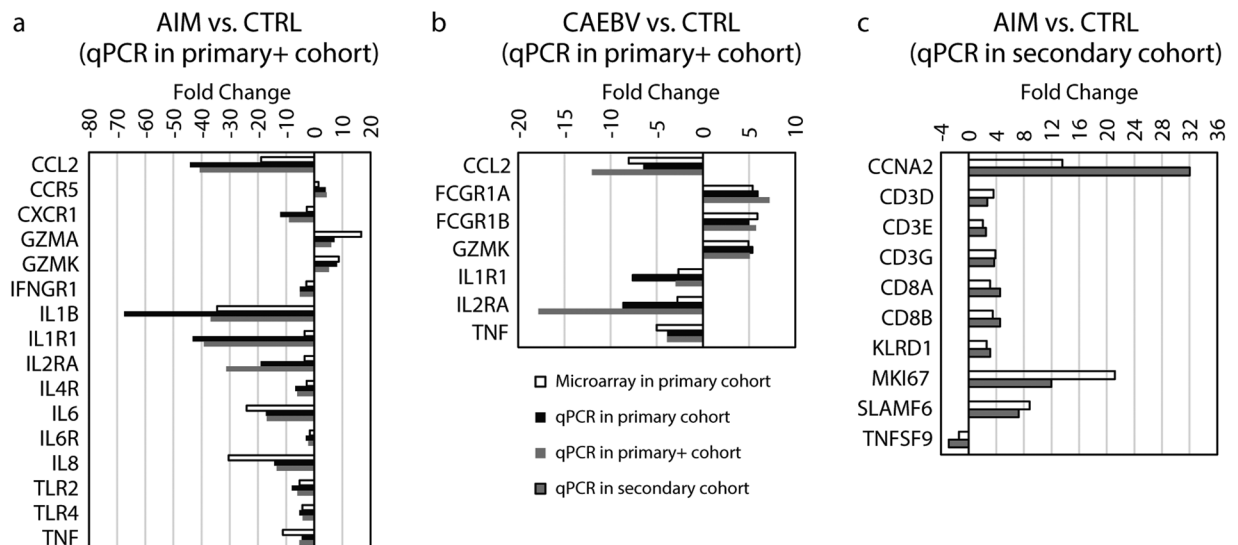 a
AIM vs. CTRL
(qPCR in primary+ cohort)
Fold Change
-80 -70 -60 -50 -40 -30 -20 -10 0 10 20
CCL2
CCR5
CXCR1
GZMA
GZMK
IFNGR1
IL1B
IL1R1
IL2RA
IL4R
IL6
IL6R
IL8
TLR2
TLR4
TNF
b
CAEBV vs. CTRL
(qPCR in primary+ cohort)
Fold Change
-20 -15 -10 -5 0 5 10
CCL2
FCGR1A
FCGR1B
GZMK
IL1R1
IL2RA
TNF
Microarray in primary cohort
qPCR in primary cohort
qPCR in primary+ cohort
qPCR in secondary cohort
c
AIM vs. CTRL
(qPCR in secondary cohort)
Fold Change
-4 0 4 8 12 16 20 24 28 32 36
CCNA2
CD3D
CD3E
CD3G
CD8A
CD8B
KLRD1
MKI67
SLAMF6
TNFSF9